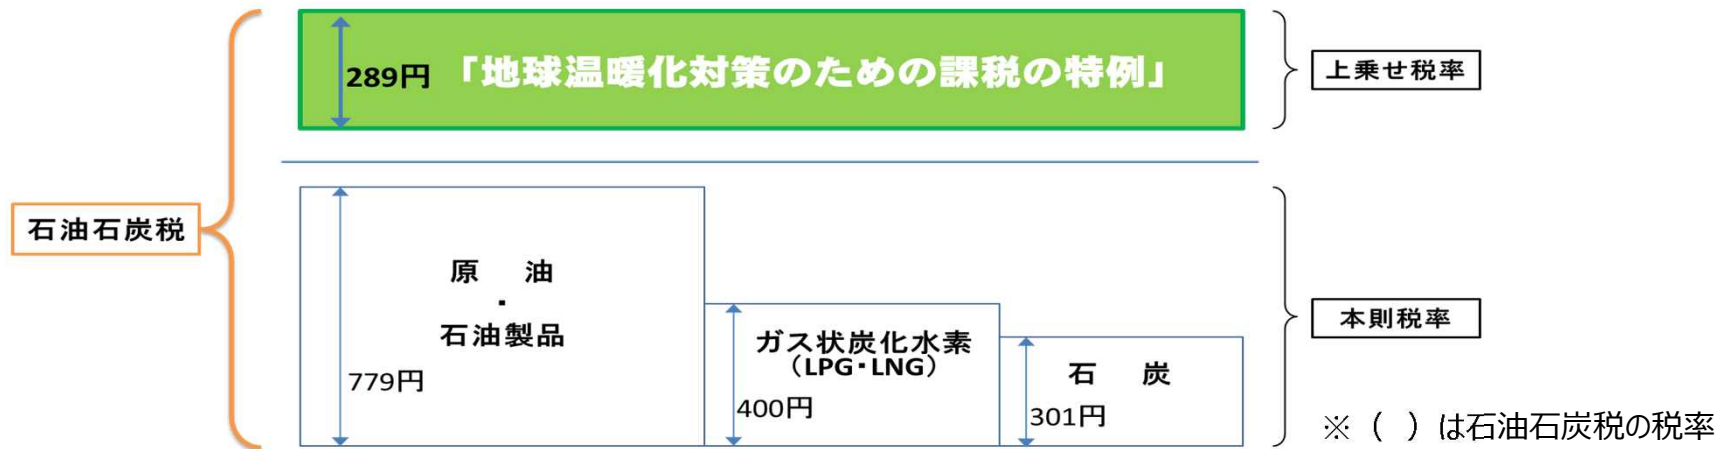 289円 「地球温暖化対策のための課税の特例」
上乗せ税率
石油石炭税
原 油
・
石油製品
779円
ガス状炭化水素
（LPG・LNG）
400円
石 炭
301円
本則税率
※ ( ) は石油石炭税の税率